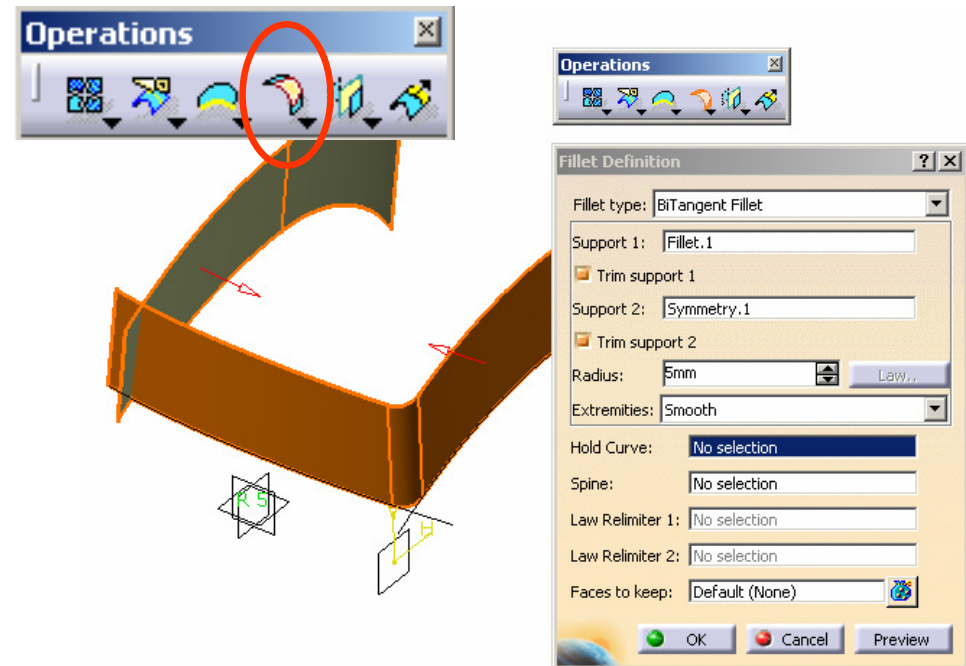 Operations
Operations
Fillet Definition
Fillet type: BiTangent Fillet
Support 1: Fillet.1
Trim support 1
Support 2: Symmetry.1
Trim support 2
Radius: 5mm Law..
Extremities: Smooth
Hold Curve: No selection
Spine: No selection
Law Relimiter 1: No selection
Law Relimiter 2: No selection
Faces to keep: Default (None)
OK Cancel Preview
R 5
H